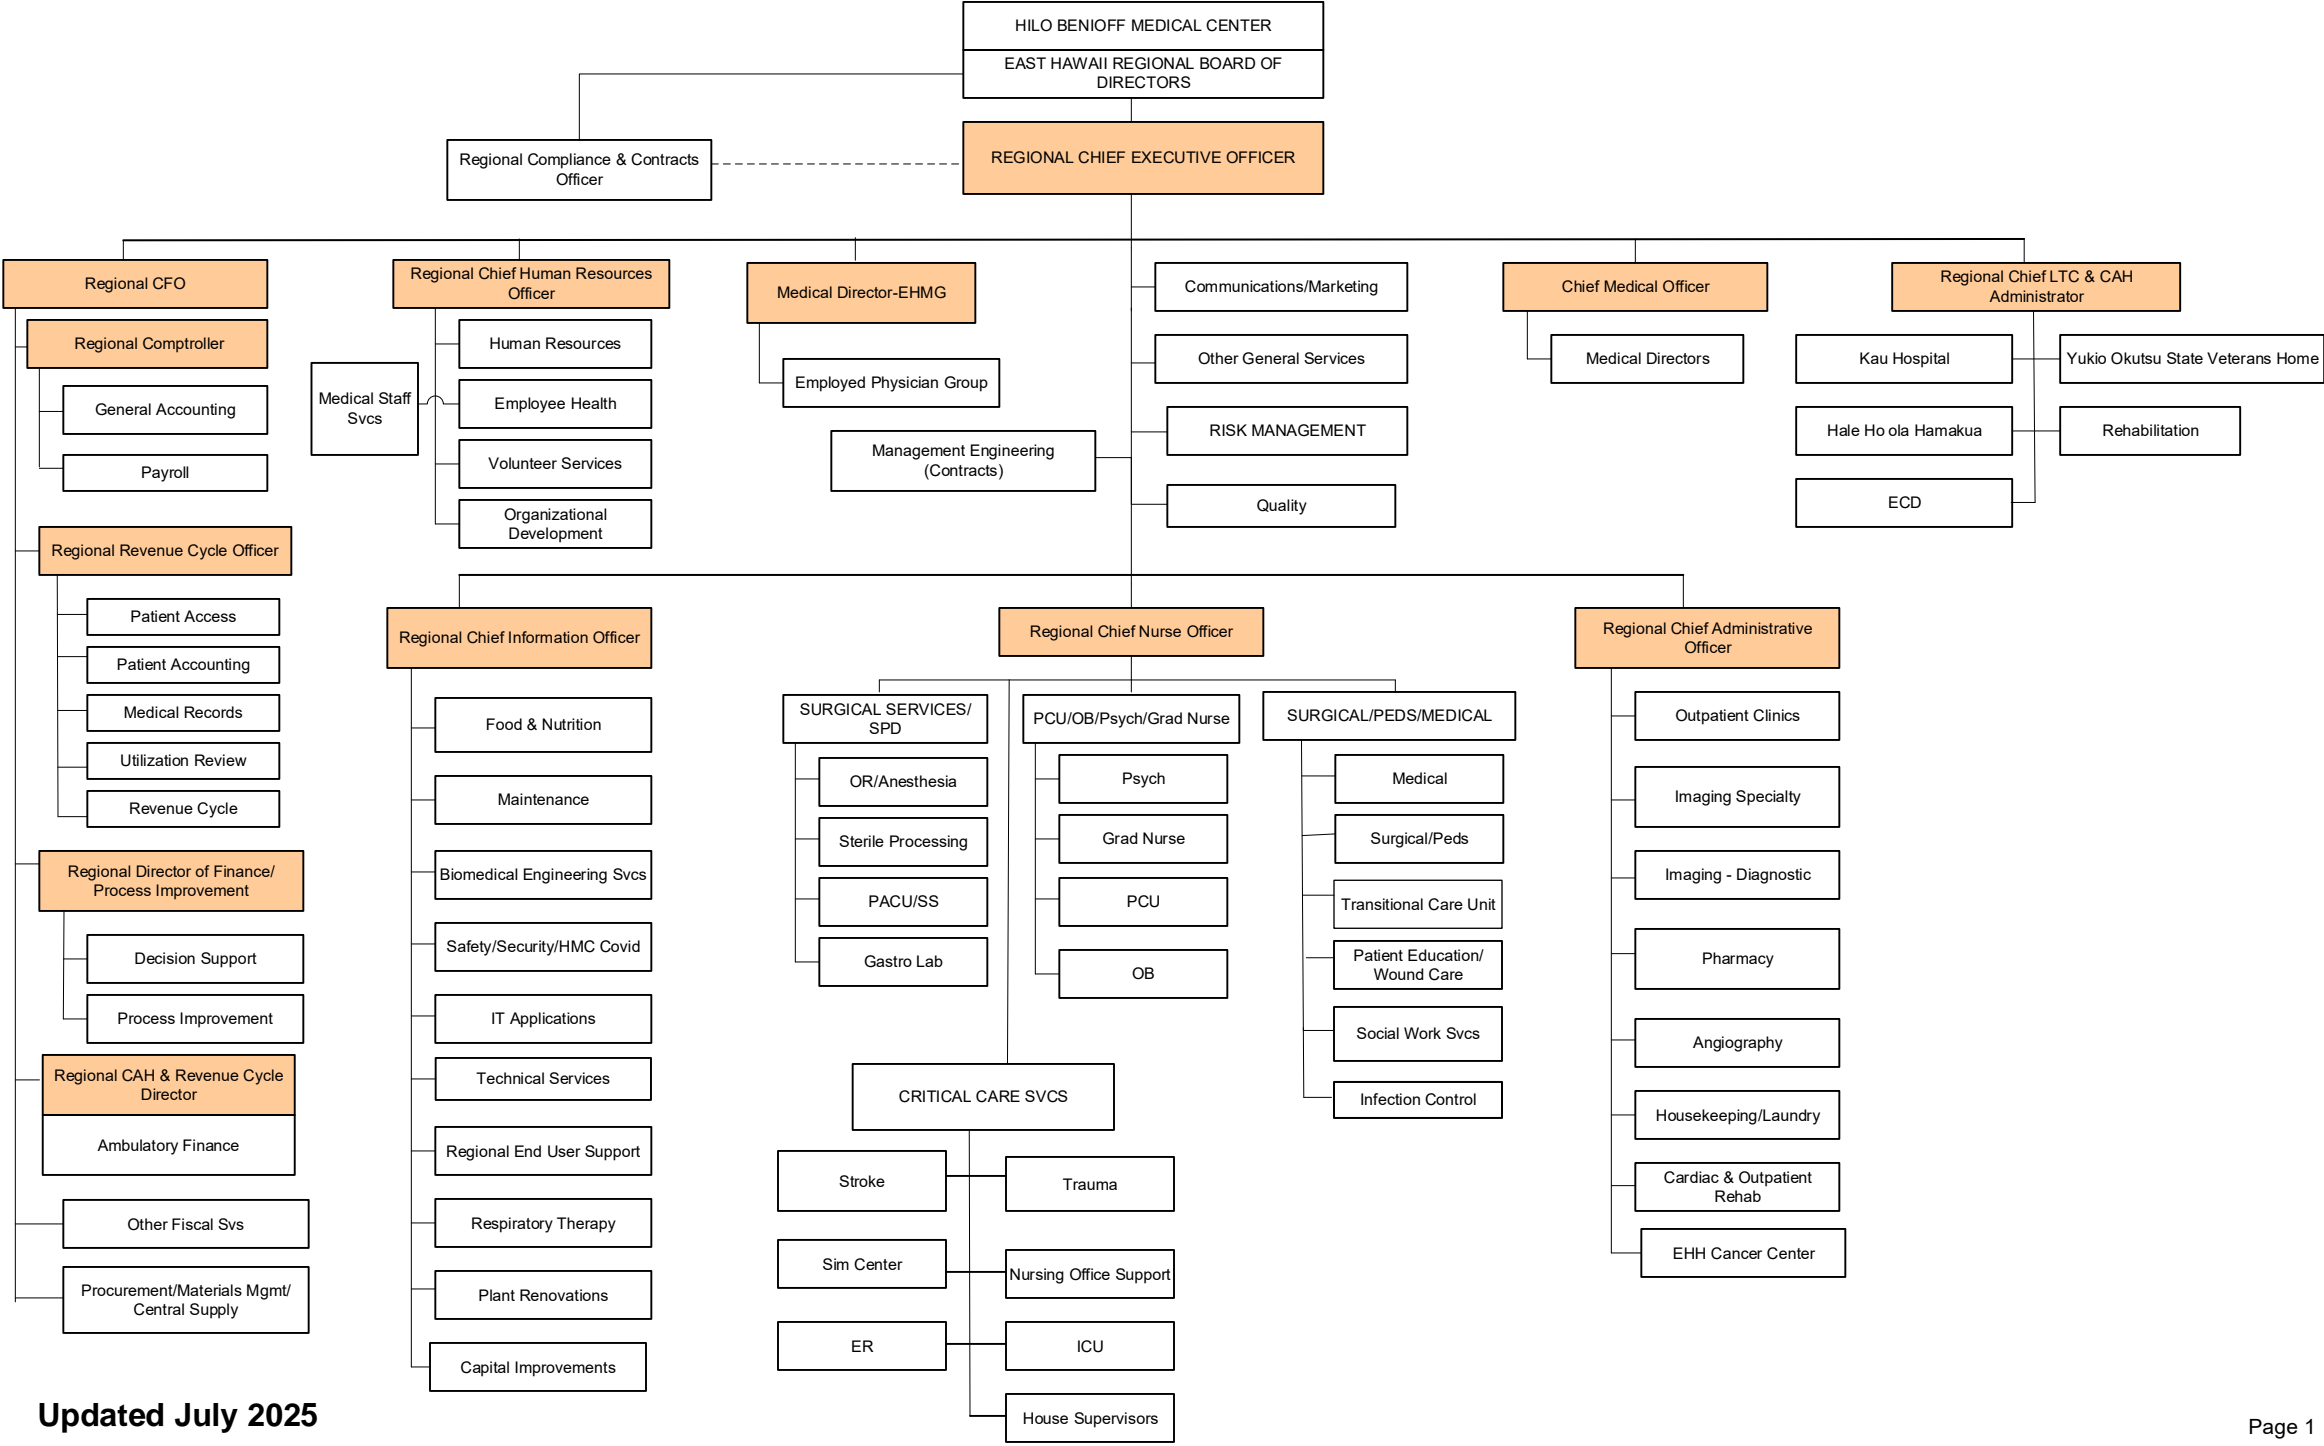 HILO BENIOFF MEDICAL CENTER
EAST HAWAII REGIONAL BOARD OF
DIRECTORS
Regional Compliance & Contracts
Officer
REGIONAL CHIEF EXECUTIVE OFFICER
Regional CFO
Regional Comptroller
General Accounting
Payroll
Regional Revenue Cycle Officer
Patient Access
Patient Accounting
Medical Records
Utilization Review
Revenue Cycle
Regional Director of Finance/
Process Improvement
Decision Support
Process Improvement
Regional CAH & Revenue Cycle
Director
Ambulatory Finance
Other Fiscal Svs
Procurement/Materials Mgmt/
Central Supply
Regional Chief Human Resources
Officer
Human Resources
Medical Staff
Svcs
Employee Health
Volunteer Services
Organizational
Development
Medical Director-EHMG
Employed Physician Group
Communications/Marketing
Other General Services
RISK MANAGEMENT
Management Engineering
(Contracts)
Quality
Chief Medical Officer
Medical Directors
Regional Chief LTC & CAH
Administrator
Kau Hospital
Yukio Okutsu State Veterans Home
Hale Ho ola Hamakua
Rehabilitation
ECD
Regional Chief Information Officer
Food & Nutrition
Maintenance
Biomedical Engineering Svcs
Safety/Security/HMC Covid
IT Applications
Technical Services
Regional End User Support
Respiratory Therapy
Plant Renovations
Capital Improvements
Regional Chief Nurse Officer
SURGICAL SERVICES/
SPD
OR/Anesthesia
Sterile Processing
PACU/SS
Gastro Lab
PCU/OB/Psych/Grad Nurse
Psych
Grad Nurse
PCU
OB
SURGICAL/PEDS/MEDICAL
Medical
Surgical/Peds
Transitional Care Unit
Patient Education/
Wound Care
Social Work Svcs
Infection Control
CRITICAL CARE SVCS
Stroke
Trauma
Sim Center
Nursing Office Support
ER
ICU
House Supervisors
Regional Chief Administrative
Officer
Outpatient Clinics
Imaging Specialty
Imaging - Diagnostic
Pharmacy
Angiography
Housekeeping/Laundry
Cardiac & Outpatient
Rehab
EHH Cancer Center
Updated July 2025
Page 1